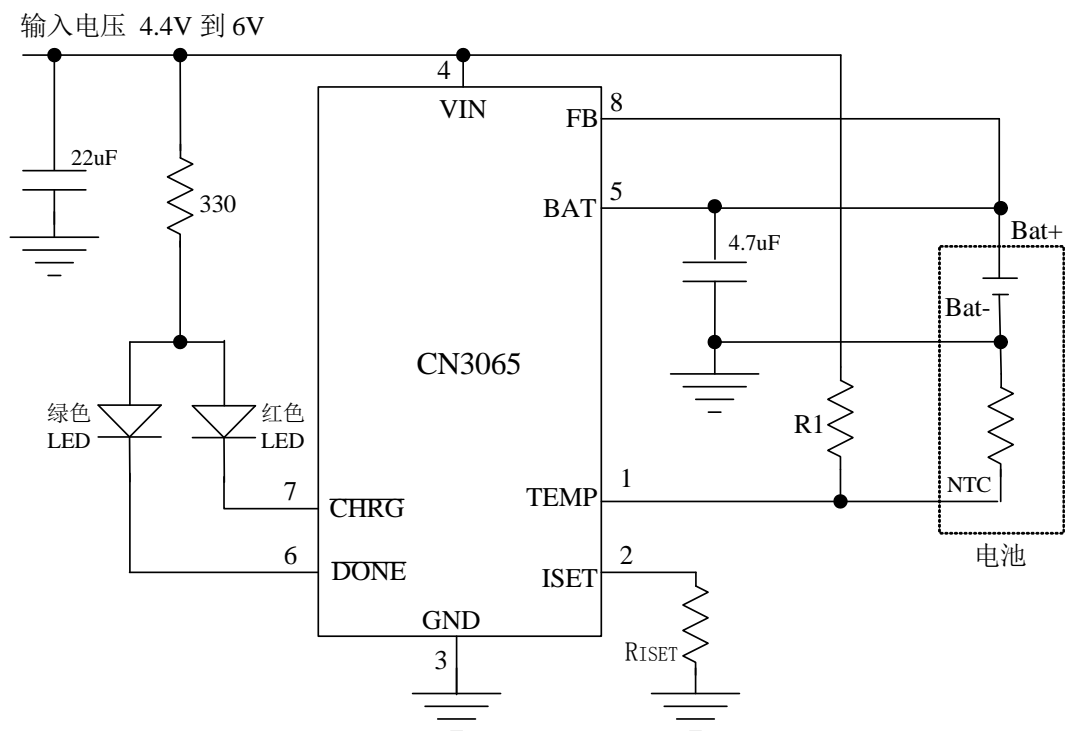 输入电压 4.4V 到 6V
4
VIN
FB
8
22uF
330
BAT
5
4.7uF
Bat+
Bat-
CN3065
绿色
LED
红色
LED
R1
7
CHRG
TEMP
1
NTC
6
DONE
ISET
2
电池
GND
3
RISET